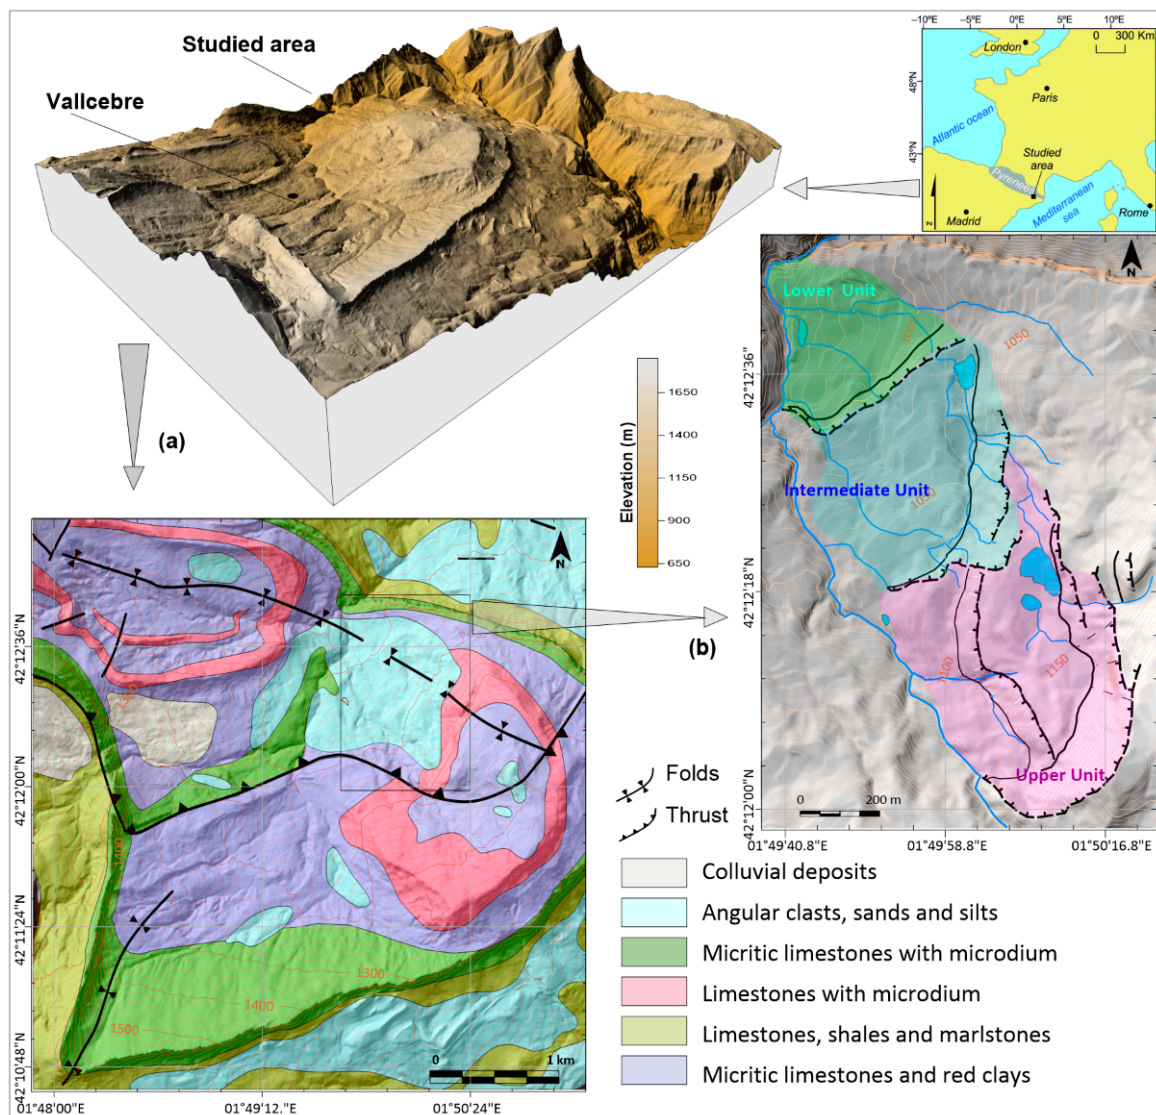 Studied area
Vallcebre
(a)
Elevation (m)
1650
1400
1150
900
650
−10°E
−5°E
0°E
5°E
10°E
0 300 Km
48°N
43°N
London
Paris
Atlantic ocean
Studied
area
Pyrenees
Madrid
Mediterranean
sea
Rome
N
N
Lower Unit
1050
42°12'36"
Intermediate Unit
1050
42°12'18"N
1100
1150
Upper Unit
42°12'00"N
0 200 m
01°49'40.8"E
01°49'58.8"E
01°50'16.8"E
(b)
N
42°12'36"N
1300
42°12'00"N
1400
42°11'24"N
1300
1400
1500
42°10'48"N
0 1 km
01°48'00"E
01°49'12."E
01°50'24"E
Folds
Thrust
Colluvial deposits
Angular clasts, sands and silts
Micritic limestones with microdium
Limestones with microdium
Limestones, shales and marlstones
Micritic limestones and red clays